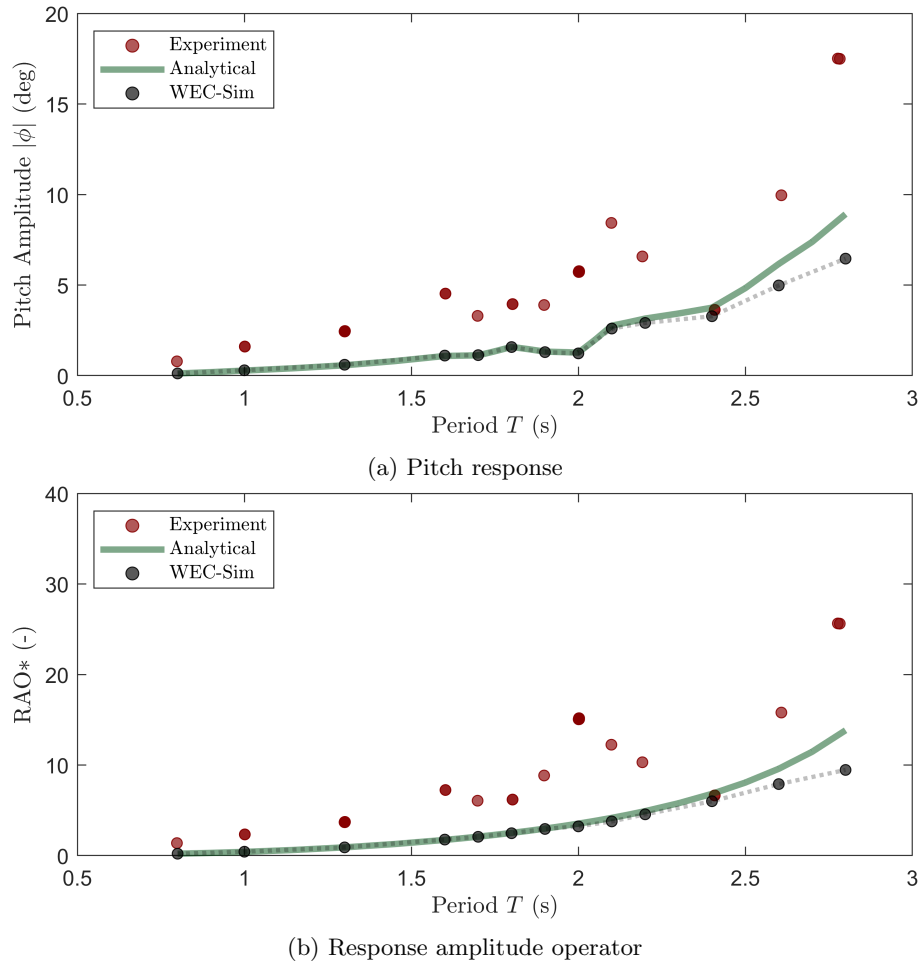 20
15
10
5
0
Pitch Amplitude |ϕ| (deg)
Experiment
Analytical
WEC-Sim
0.5 1 1.5 2 2.5 3
Period T (s)
(a) Pitch response
40
30
20
10
0
RAO* (-)
Experiment
Analytical
WEC-Sim
0.5 1 1.5 2 2.5 3
Period T (s)
(b) Response amplitude operator